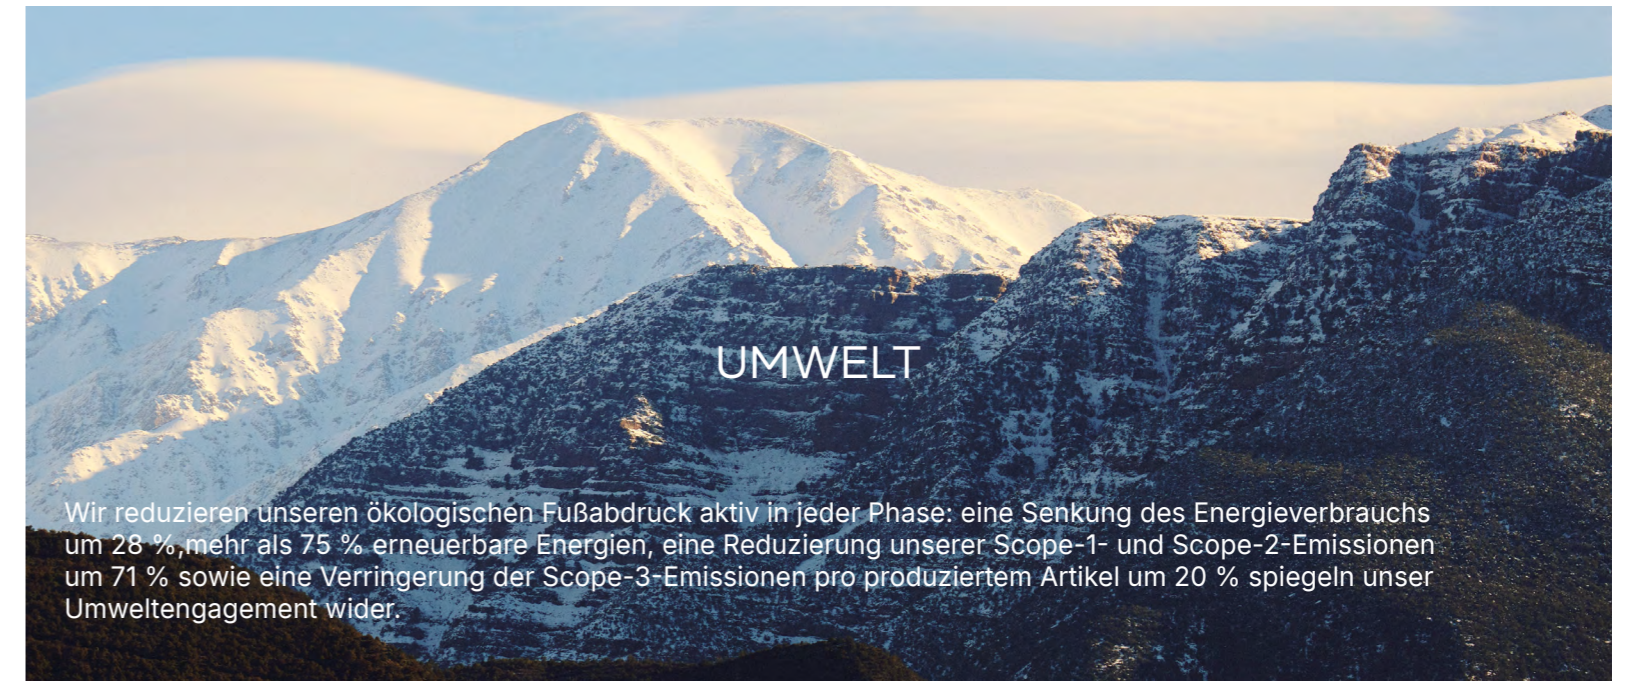 UMWELT
Wir reduzieren unseren ökologischen Fußabdruck aktiv in jeder Phase: eine Senkung des Energieverbrauchs
um 28 %,mehr als 75 % erneuerbare Energien, eine Reduzierung unserer Scope-1- und Scope-2-Emissionen
um 71 % sowie eine Verringerung der Scope-3-Emissionen pro produziertem Artikel um 20 % spiegeln unser
Umweltengagement wider.